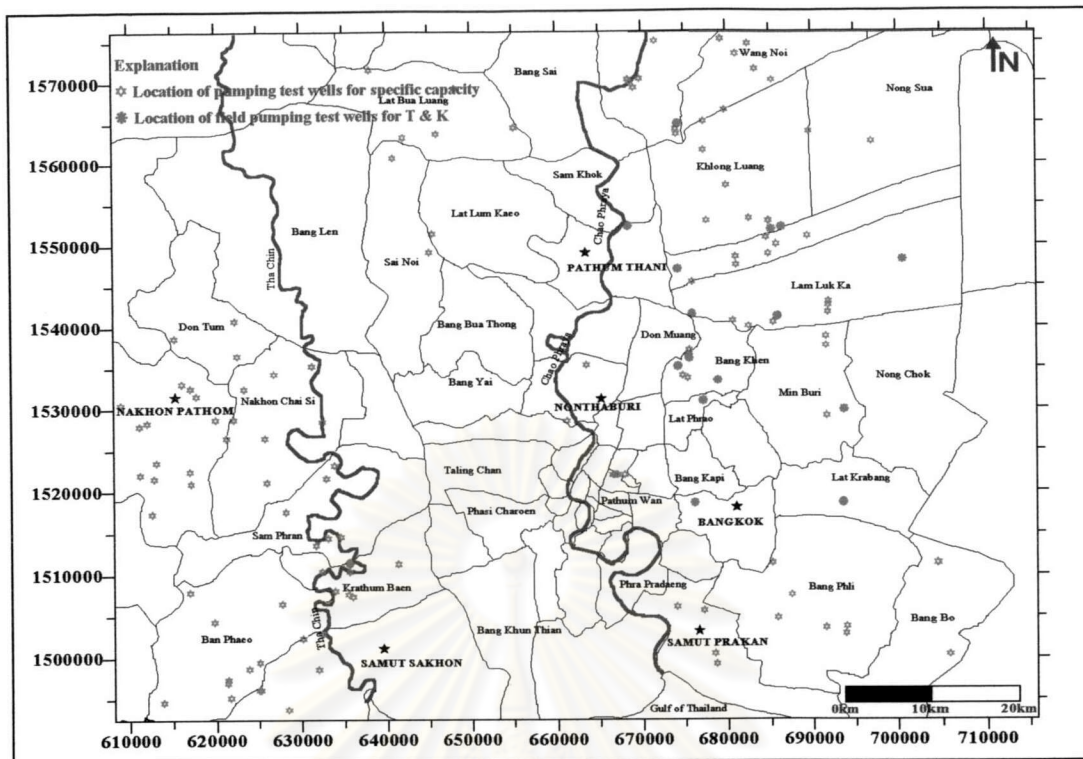 Explanation
Location of pumping test wells for specific capacity
Location of field pumping test wells for T & K
N
1570000
1560000
1550000
1540000
1530000
1520000
1510000
1500000
Bang Sai
Wang Noi
Nong Sua
Lat Bua Luang
Khlong Luang
Sam Khok
Chao Phraya
Lat Lum Kaeo
Bang Len
Tha Chin
Sai Noi
PATHUM THANI
Lam Luk Ka
Don Tum
Bang Bua Thong
Don Muang
Chao Phraya
Bang Khen
Nong Chok
Bang Yai
Min Buri
NAKHON PATHOM
Nakhon Chai Si
NONTHABURI
Lat Phrao
Taling Chan
Bang Kapi
Lat Krabang
Pathum Wan
Phasi Charoen
BANGKOK
Sam Phran
Phra Pradaeng
Bang Phli
Krathum Baen
Bang Bo
Tha Chin
Ban Phaeo
Bang Khun Thian
SAMUT PRAKAN
SAMUT SAKHON
Gulf of Thailand
0km 10km 20km
610000 620000 630000 640000 650000 660000 670000 680000 690000 700000 710000